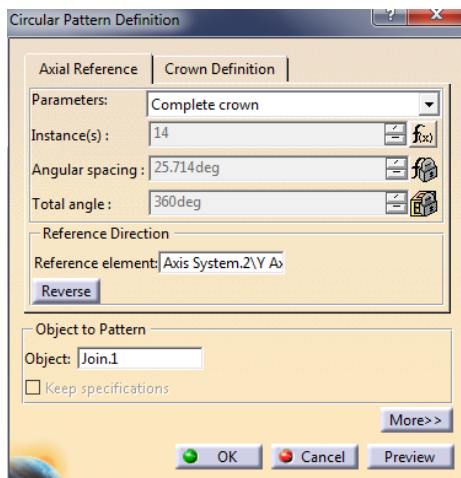 Circular Pattern Definition
? X
Axial Reference Crown Definition
Parameters: Complete crown
Instance(s) : 14 f(x)
Angular spacing : 25.714deg
Total angle : 360deg
Reference Direction
Reference element: Axis System.2\Y Ax
Reverse
Object to Pattern
Object: Join.1
Keep specifications
More>>
OK Cancel Preview